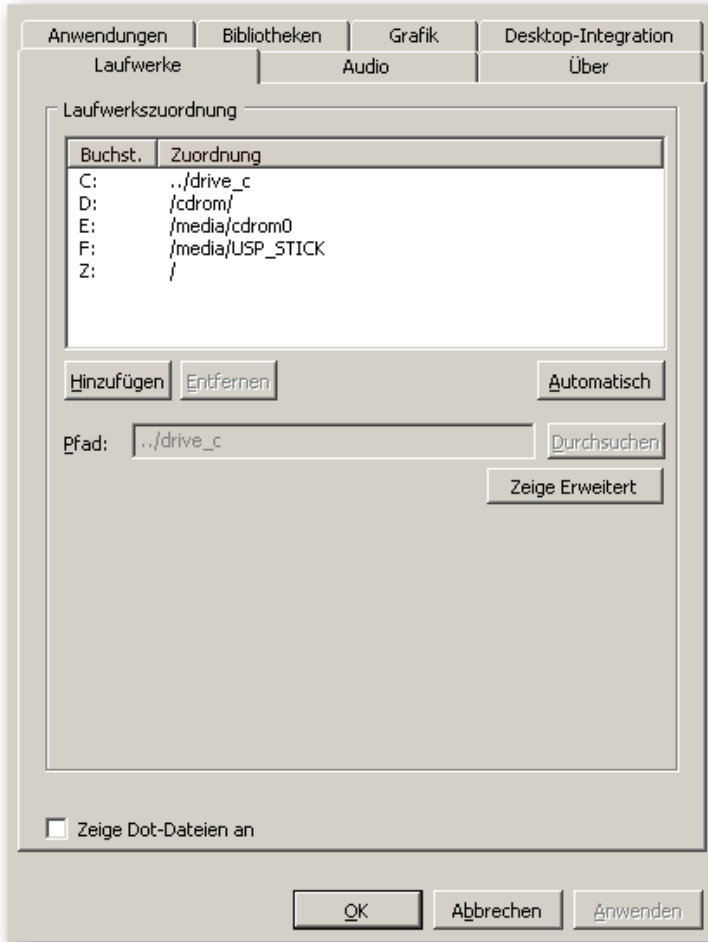 Anwendungen Bibliotheken Grafik Desktop-Integration
Laufwerke Audio Über
Laufwerkszuordnung
Buchst. Zuordnung
C: ../drive_c
D: /cdrom/
E: /media/cdrom0
F: /media/USP_STICK
Z: /
Hinzufügen Entfernen Automatisch
Pfad: ../drive_c Durchsuchen
Zeige Erweitert
Zeige Dot-Dateien an
OK Abbrechen Anwenden